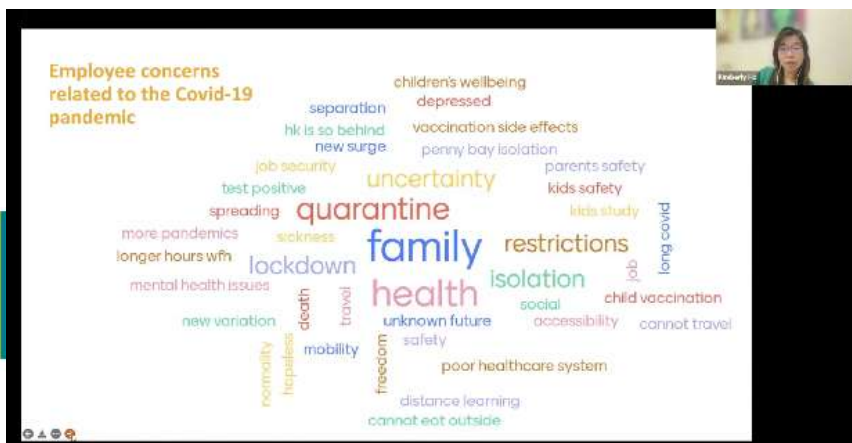 Employee concerns
related to the Covid-19
pandemic
children's wellbeing
depressed
separation
hk is so behind
vaccination side effects
new surge
penny bay isolation
job security
uncertainty
parents safety
test positive
kids safety
spreading
quarantine
kids study
more pandemics
sickness
family
restrictions
long covid
longer hours wfh
lockdown
isolation
job
mental health issues
health
death
travel
social
child vaccination
new variation
unknown future
accessibility
cannot travel
normality
hopeless
mobility
freedom
safety
poor healthcare system
distance learning
cannot eat outside
Kimberly